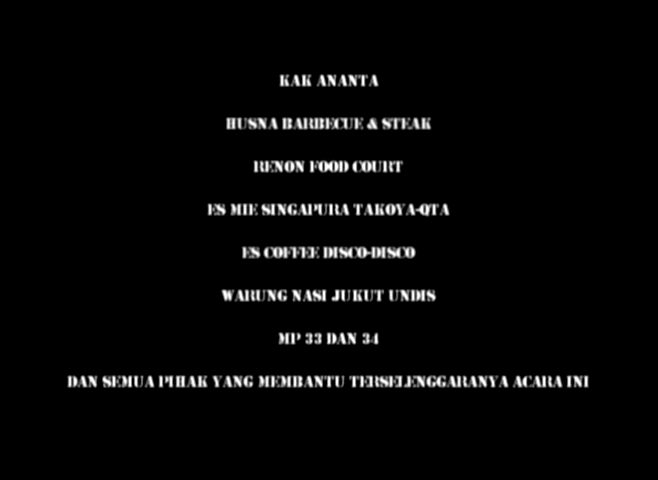 KAK ANANTA
HUSNA BARBECUE & STEAK
RENON FOOD COURT
ES MIE SINGAPURA TAKOYA-QTA
ES COFFEE DISCO-DISCO
WARUNG NASI JUKUT UNDIS
MP 33 DAN 34
DAN SEMUA PIHAK YANG MEMBANTU TERSELENGGARANYA ACARA INI